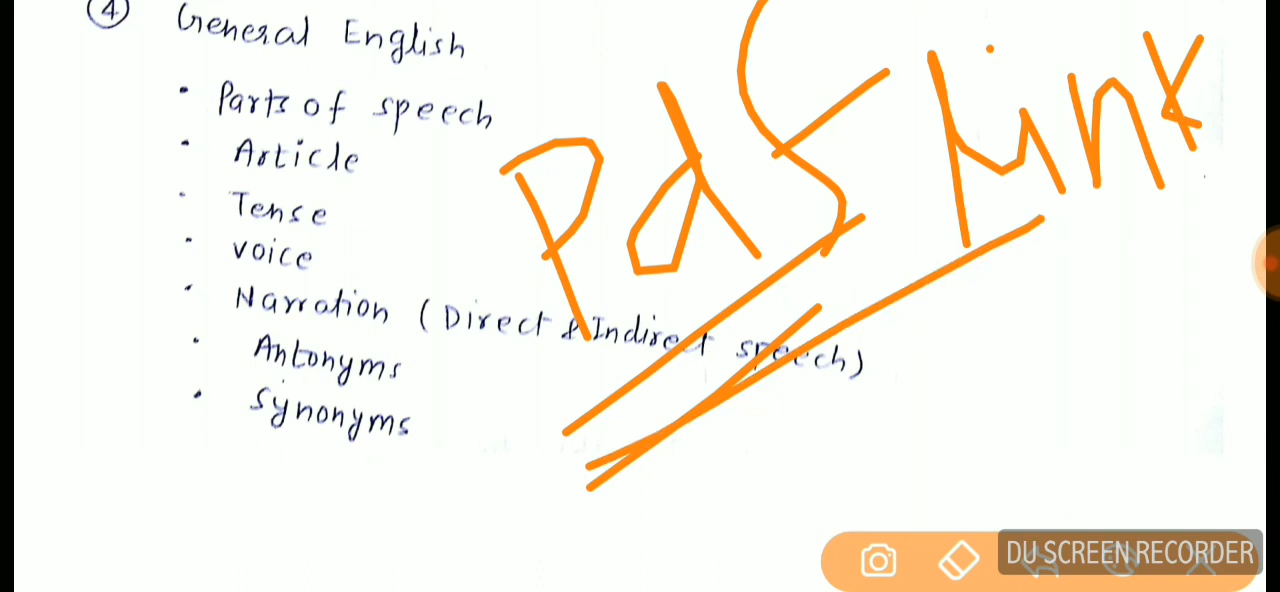 4 General English
• Parts of speech
• Article
• Tense
• voice
• Narration (Direct & Indirect speech)
• Antonyms
• Synonyms
Pdf Link
DU SCREEN RECORDER